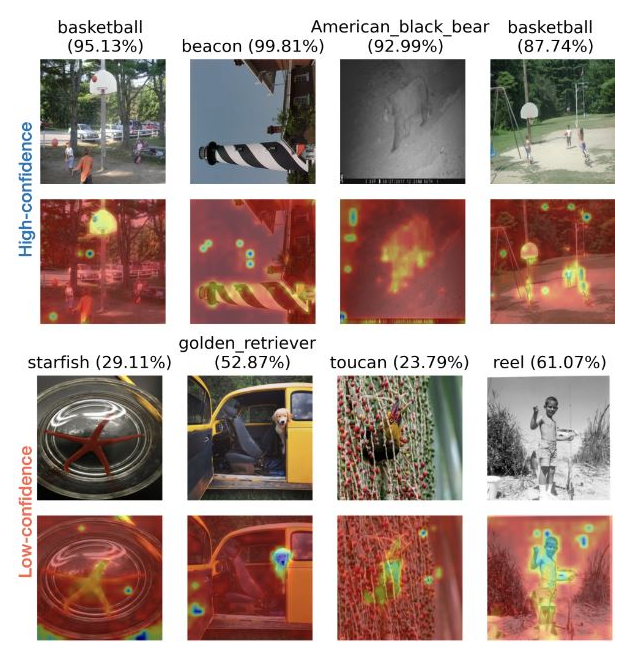 basketball
(95.13%)
beacon (99.81%)
American_black_bear
(92.99%)
basketball
(87.74%)
High-confidence
starfish (29.11%)
golden_retriever
(52.87%)
toucan (23.79%)
reel (61.07%)
Low-confidence